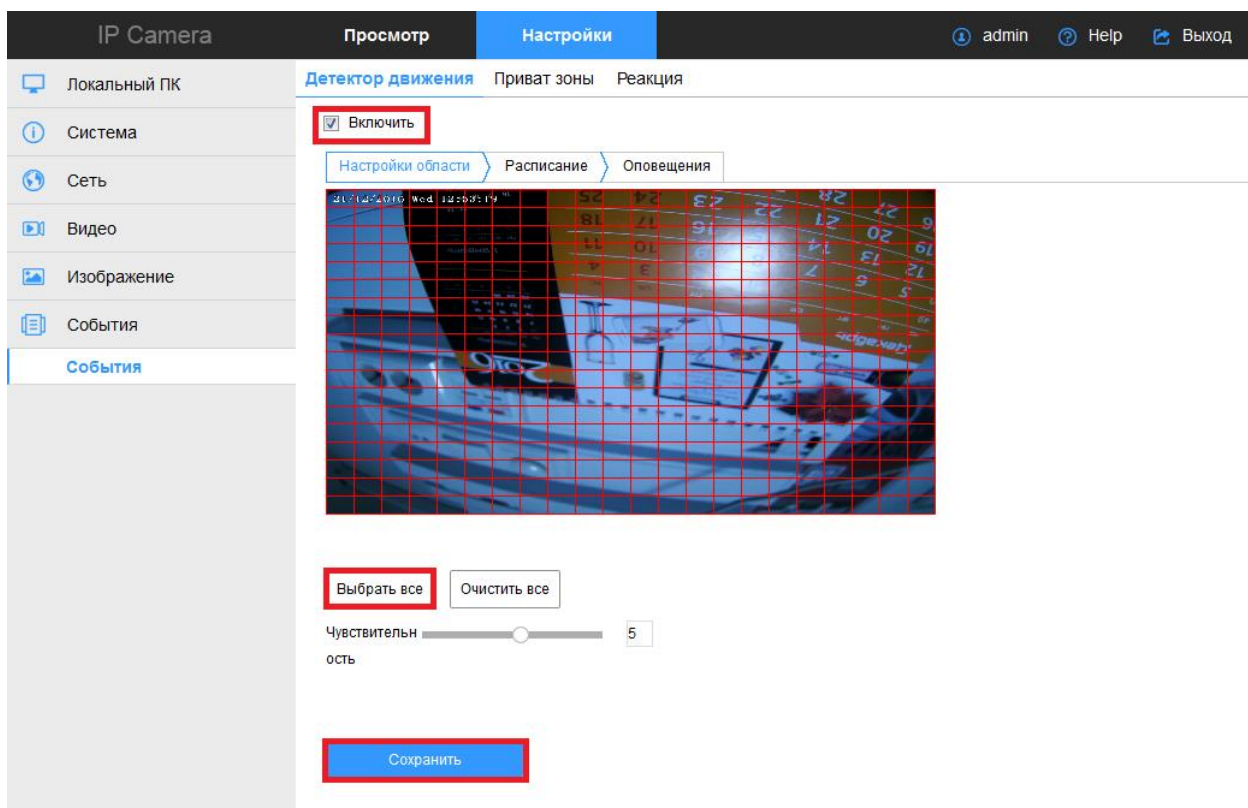 IP Camera
Просмотр
Настройки
admin
Help
Выход
Локальный ПК
Система
Сеть
Видео
Изображение
События
События
Детектор движения
Приват зоны
Реакция
Включить
Настройки области
Расписание
Оповещения
Выбрать все
Очистить все
Чувствительн
ость
5
Сохранить